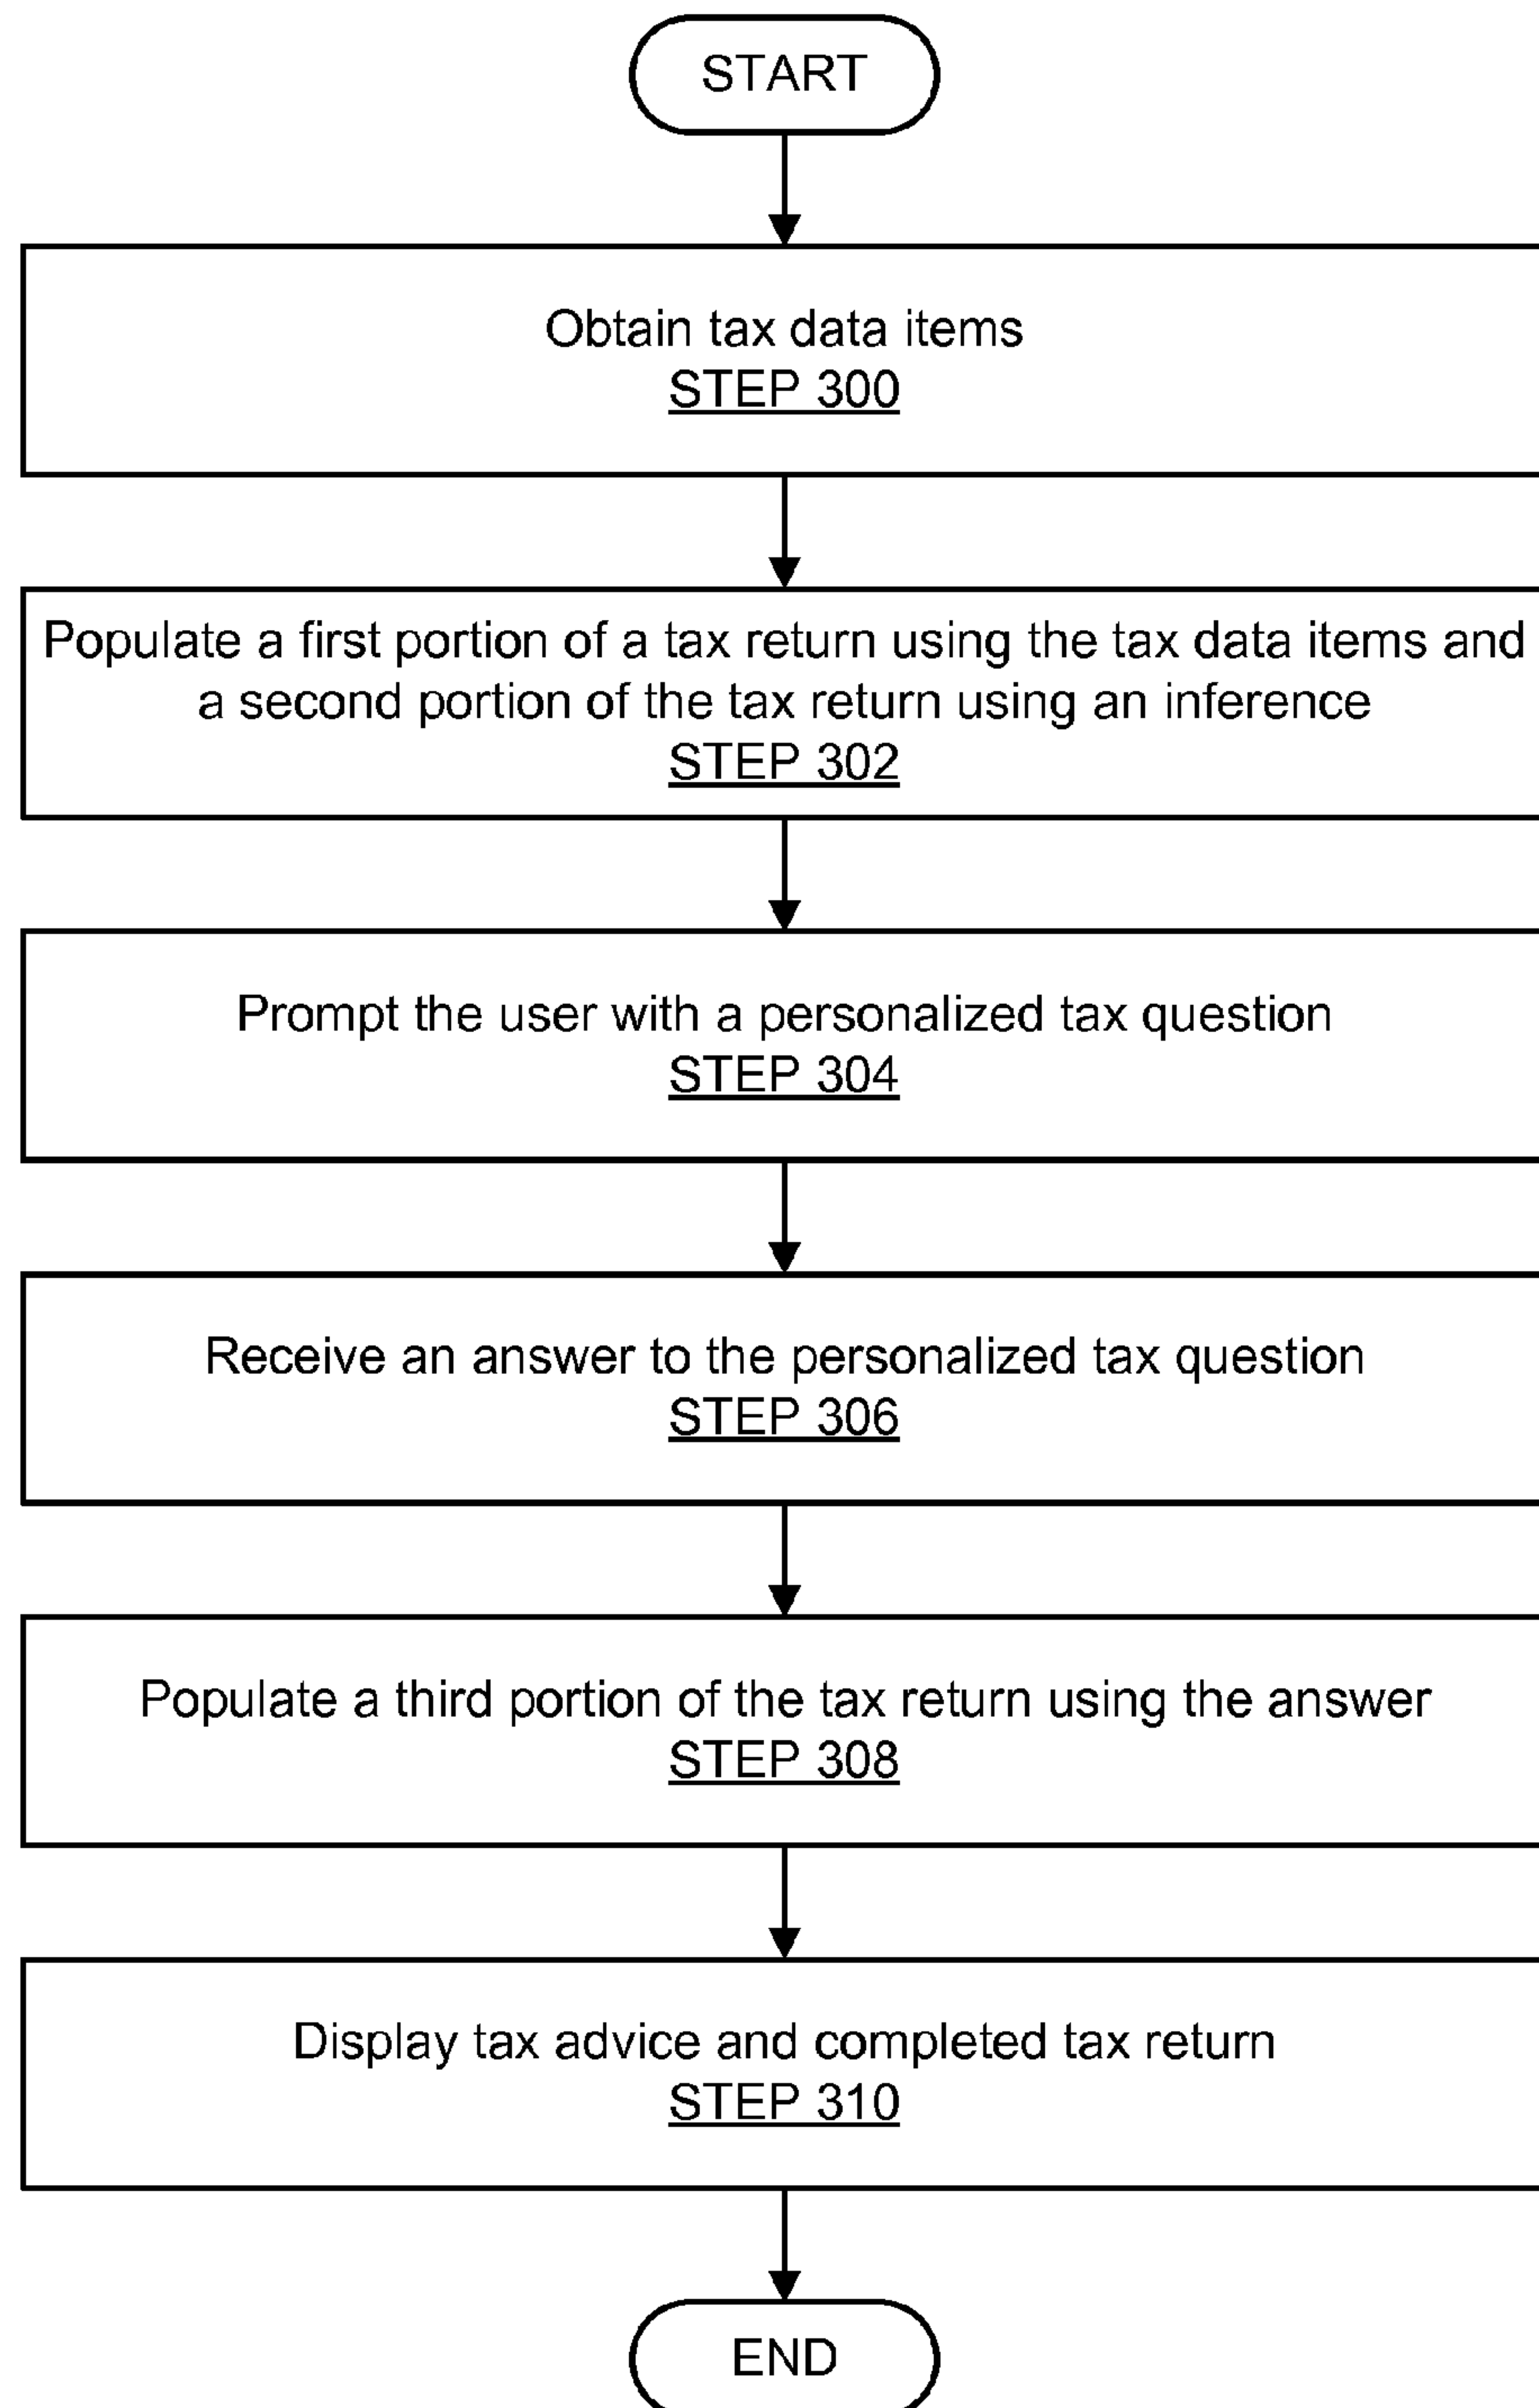 START
Obtain tax data items
STEP 300
Populate a first portion of a tax return using the tax data items and
a second portion of the tax return using an inference
STEP 302
Prompt the user with a personalized tax question
STEP 304
Receive an answer to the personalized tax question
STEP 306
Populate a third portion of the tax return using the answer
STEP 308
Display tax advice and completed tax return
STEP 310
END